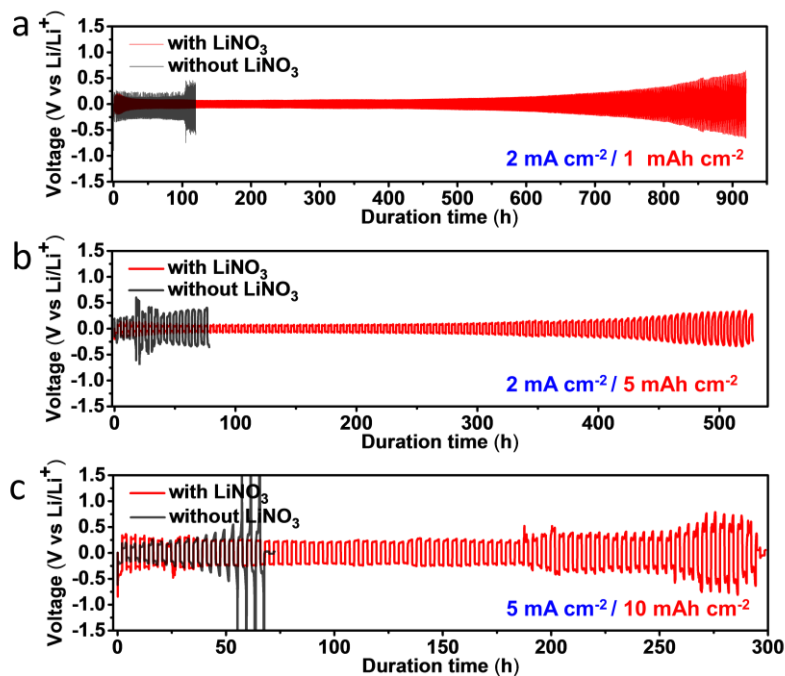 a
with LiNO₃
without LiNO₃
Voltage (V vs Li/Li⁺)
1.5
1.0
0.5
0.0
-0.5
-1.0
-1.5
2 mA cm⁻² / 1 mAh cm⁻²
0 100 200 300 400 500 600 700 800 900
Duration time (h)
b
with LiNO₃
without LiNO₃
Voltage (V vs Li/Li⁺)
1.5
1.0
0.5
0.0
-0.5
-1.0
-1.5
2 mA cm⁻² / 5 mAh cm⁻²
0 100 200 300 400 500
Duration time (h)
c
with LiNO₃
without LiNO₃
Voltage (V vs Li/Li⁺)
1.5
1.0
0.5
0.0
-0.5
-1.0
-1.5
5 mA cm⁻² / 10 mAh cm⁻²
0 50 100 150 200 250 300
Duration time (h)